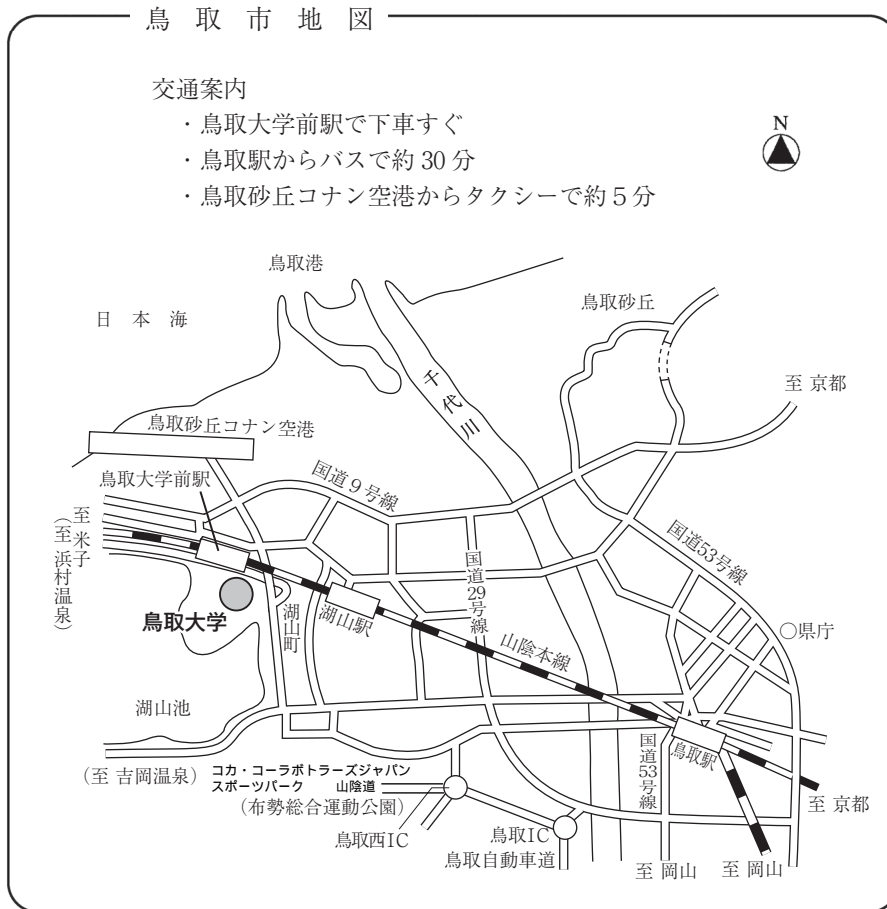 鳥取市地図
交通案内
・鳥取大学前駅で下車すぐ
・鳥取駅からバスで約30分
・鳥取砂丘コナン空港からタクシーで約5分
N
鳥取港
日本海
鳥取砂丘
千代川
至 京都
鳥取砂丘コナン空港
鳥取大学前駅
国道9号線
至 米子
(至 浜村温泉)
国道29号線
国道53号線
鳥取大学
湖山町
湖山駅
山陰本線
○県庁
湖山池
鳥取駅
国道53号線
(至 吉岡温泉)
コカ・コーラボトラーズジャパン
スポーツパーク
山陰道
(布勢総合運動公園)
至 京都
鳥取西IC
鳥取IC
鳥取自動車道
至 岡山
至 岡山